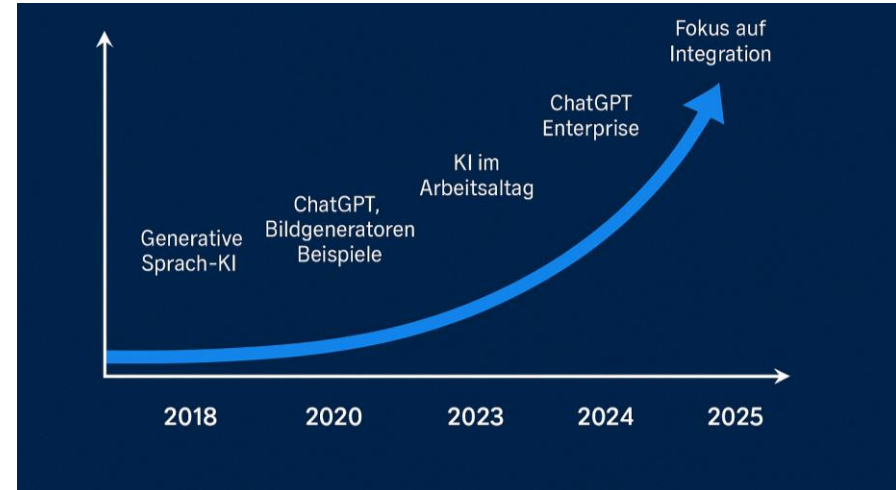 Generative
Sprach-KI
ChatGPT,
Bildgeneratoren
Beispiele
KI im
Arbeitsaltag
ChatGPT
Enterprise
Fokus auf
Integration
2018
2020
2023
2024
2025